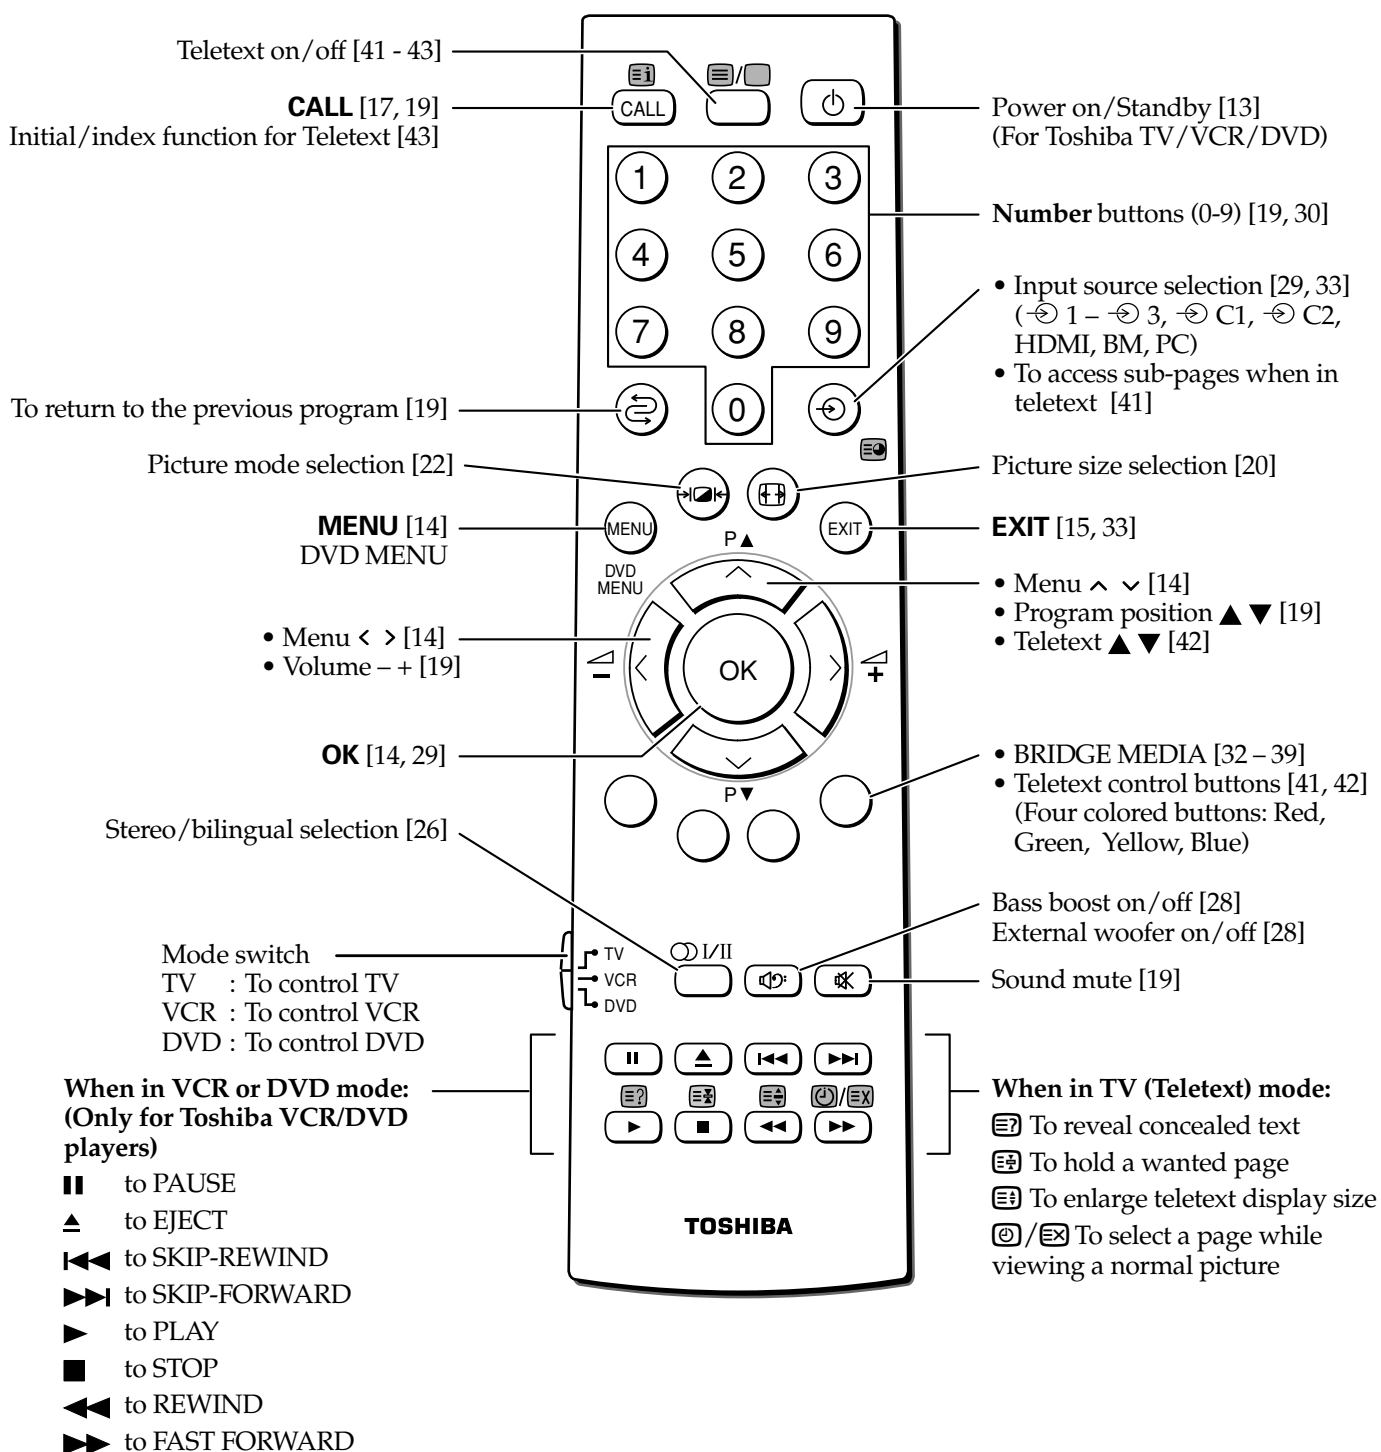 Teletext on/off [41 - 43]
CALL [17, 19]
Initial/index function for Teletext [43]
To return to the previous program [19]
Picture mode selection [22]
MENU [14]
DVD MENU
• Menu < > [14]
• Volume – + [19]
OK [14, 29]
Stereo/bilingual selection [26]
Mode switch
TV : To control TV
VCR : To control VCR
DVD : To control DVD
When in VCR or DVD mode:
(Only for Toshiba VCR/DVD
players)
to PAUSE
to EJECT
to SKIP-REWIND
to SKIP-FORWARD
to PLAY
to STOP
to REWIND
to FAST FORWARD
CALL
1 2 3
4 5 6
7 8 9
0
MENU
EXIT
P▲
DVD
MENU
OK
– +
P▼
TV
VCR
DVD
I/II
TOSHIBA
Power on/Standby [13]
(For Toshiba TV/VCR/DVD)
Number buttons (0-9) [19, 30]
• Input source selection [29, 33]
( 1 – 3, C1, C2,
HDMI, BM, PC)
• To access sub-pages when in
teletext [41]
Picture size selection [20]
EXIT [15, 33]
• Menu ∧ ∨ [14]
• Program position ▲ ▼ [19]
• Teletext ▲ ▼ [42]
• BRIDGE MEDIA [32 – 39]
• Teletext control buttons [41, 42]
(Four colored buttons: Red,
Green, Yellow, Blue)
Bass boost on/off [28]
External woofer on/off [28]
Sound mute [19]
When in TV (Teletext) mode:
To reveal concealed text
To hold a wanted page
To enlarge teletext display size
/ To select a page while
viewing a normal picture